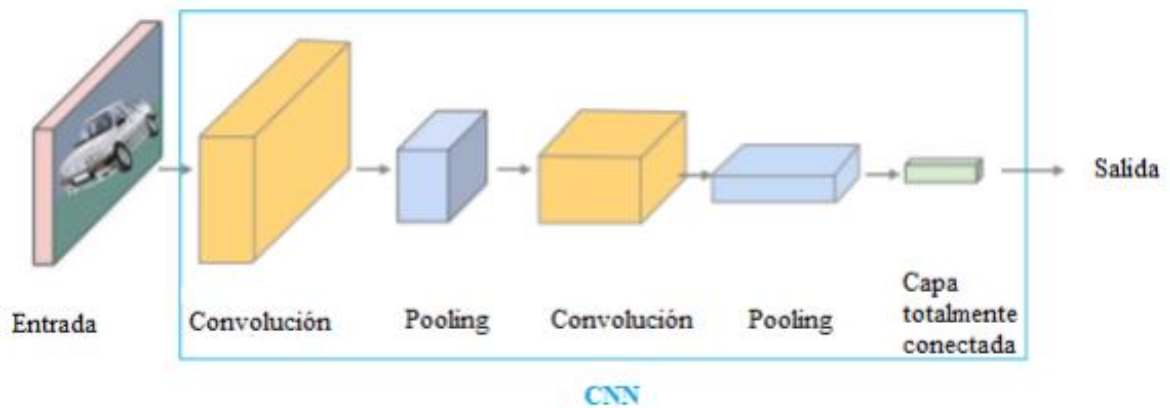 Entrada
Convolución
Pooling
Convolución
Pooling
Capa
totalmente
conectada
Salida
CNN